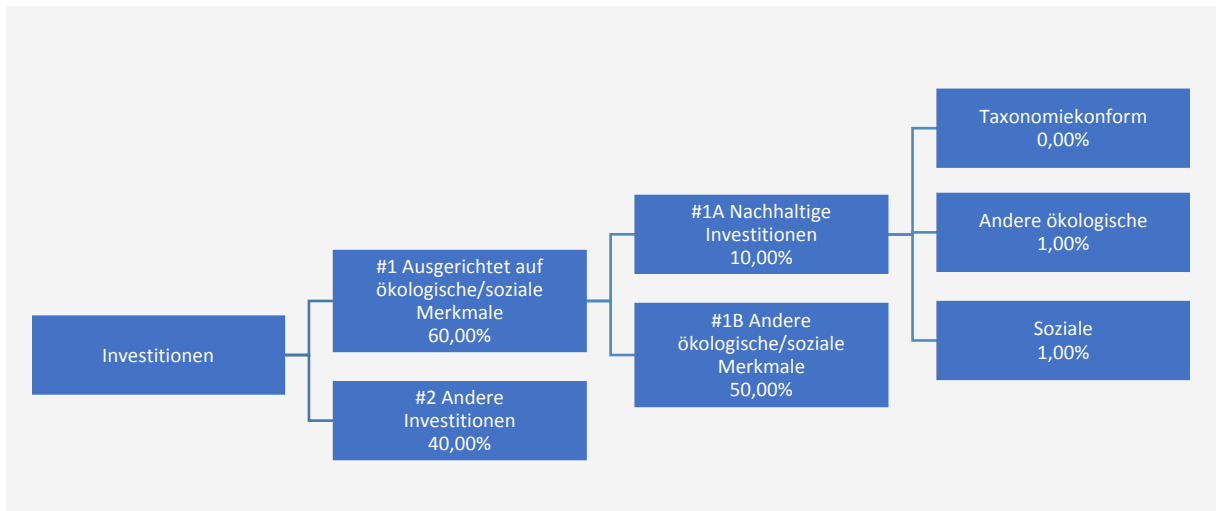 Investitionen
#1 Ausgerichtet auf
ökologische/soziale
Merkmale
60,00%
#2 Andere
Investitionen
40,00%
#1A Nachhaltige
Investitionen
10,00%
#1B Andere
ökologische/soziale
Merkmale
50,00%
Taxonomiekonform
0,00%
Andere ökologische
1,00%
Soziale
1,00%